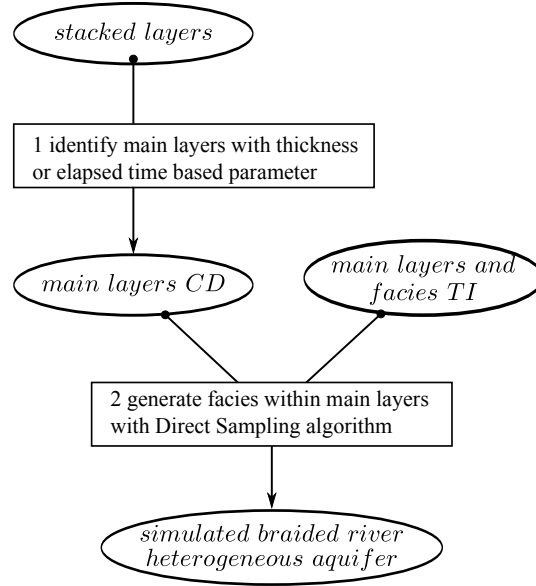 stacked layers
1 identify main layers with thickness
or elapsed time based parameter
main layers CD
main layers and
facies TI
2 generate facies within main layers
with Direct Sampling algorithm
simulated braided river
heterogeneous aquifer